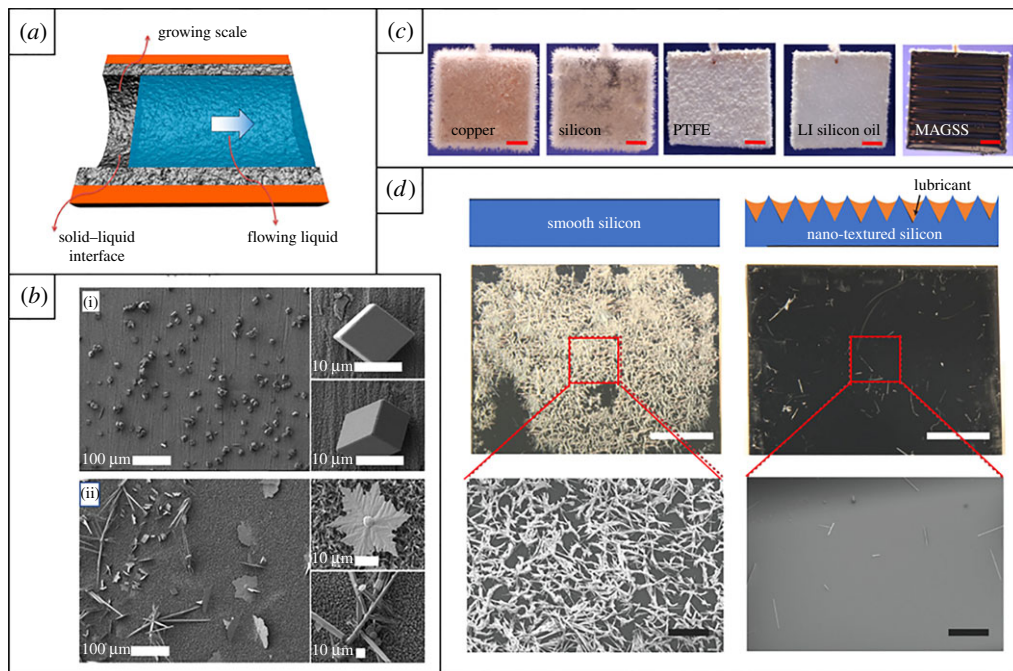 (a)
growing scale
solid–liquid
interface
flowing liquid
(b)
(i)
100 µm
10 µm
10 µm
(ii)
100 µm
10 µm
10 µm
(c)
copper
silicon
PTFE
LI silicon oil
MAGSS
(d)
smooth silicon
lubricant
nano-textured silicon